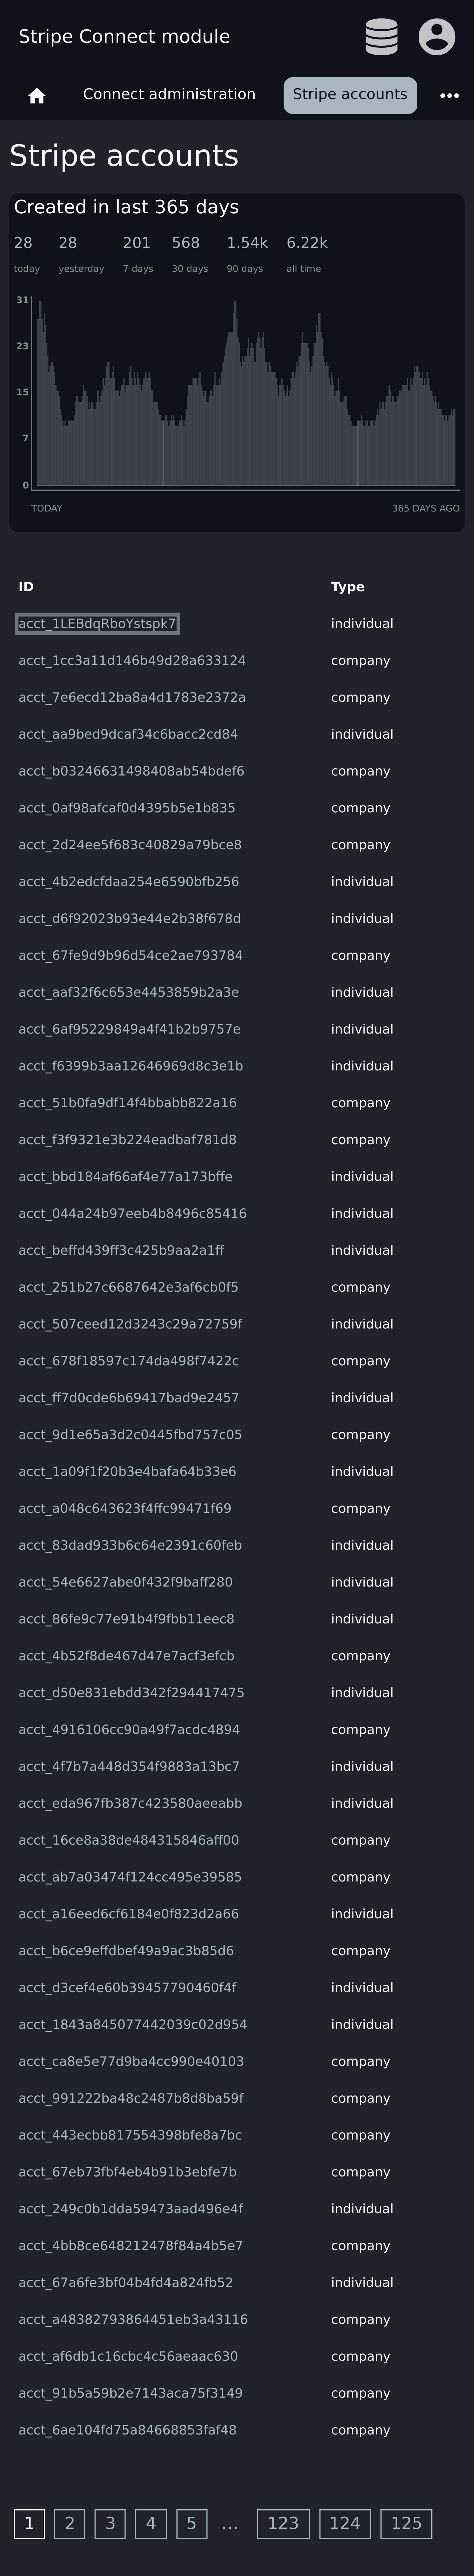 Stripe Connect module
Connect administration Stripe accounts
Stripe accounts
Created in last 365 days
28 28 201 568 1.54k 6.22k
today yesterday 7 days 30 days 90 days all time
31
23
15
7
0
TODAY 365 DAYS AGO
ID Type
acct_1LEBdqRboYstspk7 individual
acct_1cc3a11d146b49d28a633124 company
acct_7e6ecd12ba8a4d1783e2372a company
acct_aa9bed9dcaf34c6bacc2cd84 individual
acct_b03246631498408ab54bdef6 company
acct_0af98afcaf0d4395b5e1b835 company
acct_2d24ee5f683c40829a79bce8 company
acct_4b2edcfdaa254e6590bfb256 individual
acct_d6f92023b93e44e2b38f678d individual
acct_67fe9d9b96d54ce2ae793784 company
acct_aaf32f6c653e4453859b2a3e individual
acct_6af95229849a4f41b2b9757e individual
acct_f6399b3aa12646969d8c3e1b individual
acct_51b0fa9df14f4bbabb822a16 company
acct_f3f9321e3b224eadbaf781d8 company
acct_bbd184af66af4e77a173bffe individual
acct_044a24b97eeb4b8496c85416 individual
acct_beffd439ff3c425b9aa2a1ff individual
acct_251b27c6687642e3af6cb0f5 company
acct_507ceed12d3243c29a72759f individual
acct_678f18597c174da498f7422c company
acct_ff7d0cde6b69417bad9e2457 individual
acct_9d1e65a3d2c0445fbd757c05 company
acct_1a09f1f20b3e4bafa64b33e6 individual
acct_a048c643623f4ffc99471f69 company
acct_83dad933b6c64e2391c60feb individual
acct_54e6627abe0f432f9baff280 individual
acct_86fe9c77e91b4f9fbb11eec8 individual
acct_4b52f8de467d47e7acf3efcb company
acct_d50e831ebdd342f294417475 individual
acct_4916106cc90a49f7acdc4894 company
acct_4f7b7a448d354f9883a13bc7 individual
acct_eda967fb387c423580aeeabb individual
acct_16ce8a38de484315846aff00 company
acct_ab7a03474f124cc495e39585 company
acct_a16eed6cf6184e0f823d2a66 individual
acct_b6ce9effdbef49a9ac3b85d6 company
acct_d3cef4e60b39457790460f4f individual
acct_1843a845077442039c02d954 individual
acct_ca8e5e77d9ba4cc990e40103 company
acct_991222ba48c2487b8d8ba59f company
acct_443ecbb817554398bfe8a7bc company
acct_67eb73fbf4eb4b91b3ebfe7b company
acct_249c0b1dda59473aad496e4f individual
acct_4bb8ce648212478f84a4b5e7 company
acct_67a6fe3bf04b4fd4a824fb52 individual
acct_a48382793864451eb3a43116 company
acct_af6db1c16cbc4c56aeaac630 company
acct_91b5a59b2e7143aca75f3149 company
acct_6ae104fd75a84668853faf48 company
1 2 3 4 5 ... 123 124 125